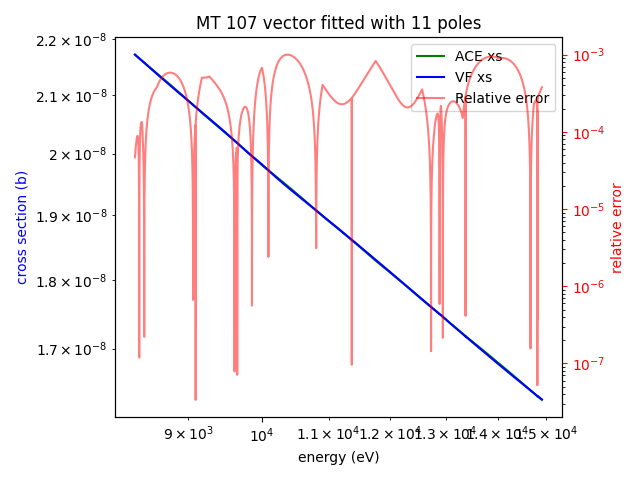 MT 107 vector fitted with 11 poles
ACE xs
VF xs
Relative error
2.2 × 10⁻⁸
2.1 × 10⁻⁸
2 × 10⁻⁸
1.9 × 10⁻⁸
1.8 × 10⁻⁸
1.7 × 10⁻⁸
cross section (b)
10⁻³
10⁻⁴
10⁻⁵
10⁻⁶
10⁻⁷
relative error
9 × 10³ 10⁴ 1.1 × 10⁴ 1.2 × 10⁴ 1.3 × 10⁴ 1.4 × 10⁴ 1.5 × 10⁴
energy (eV)